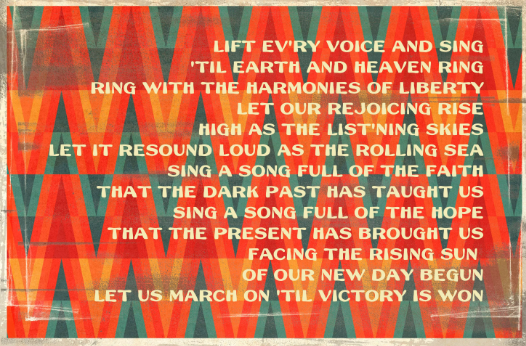 LIFT EV'RY VOICE AND SING
'TIL EARTH AND HEAVEN RING
RING WITH THE HARMONIES OF LIBERTY
LET OUR REJOICING RISE
HIGH AS THE LIST'NING SKIES
LET IT RESOUND LOUD AS THE ROLLING SEA
SING A SONG FULL OF THE FAITH
THAT THE DARK PAST HAS TAUGHT US
SING A SONG FULL OF THE HOPE
THAT THE PRESENT HAS BROUGHT US
FACING THE RISING SUN
OF OUR NEW DAY BEGUN
LET US MARCH ON 'TIL VICTORY IS WON